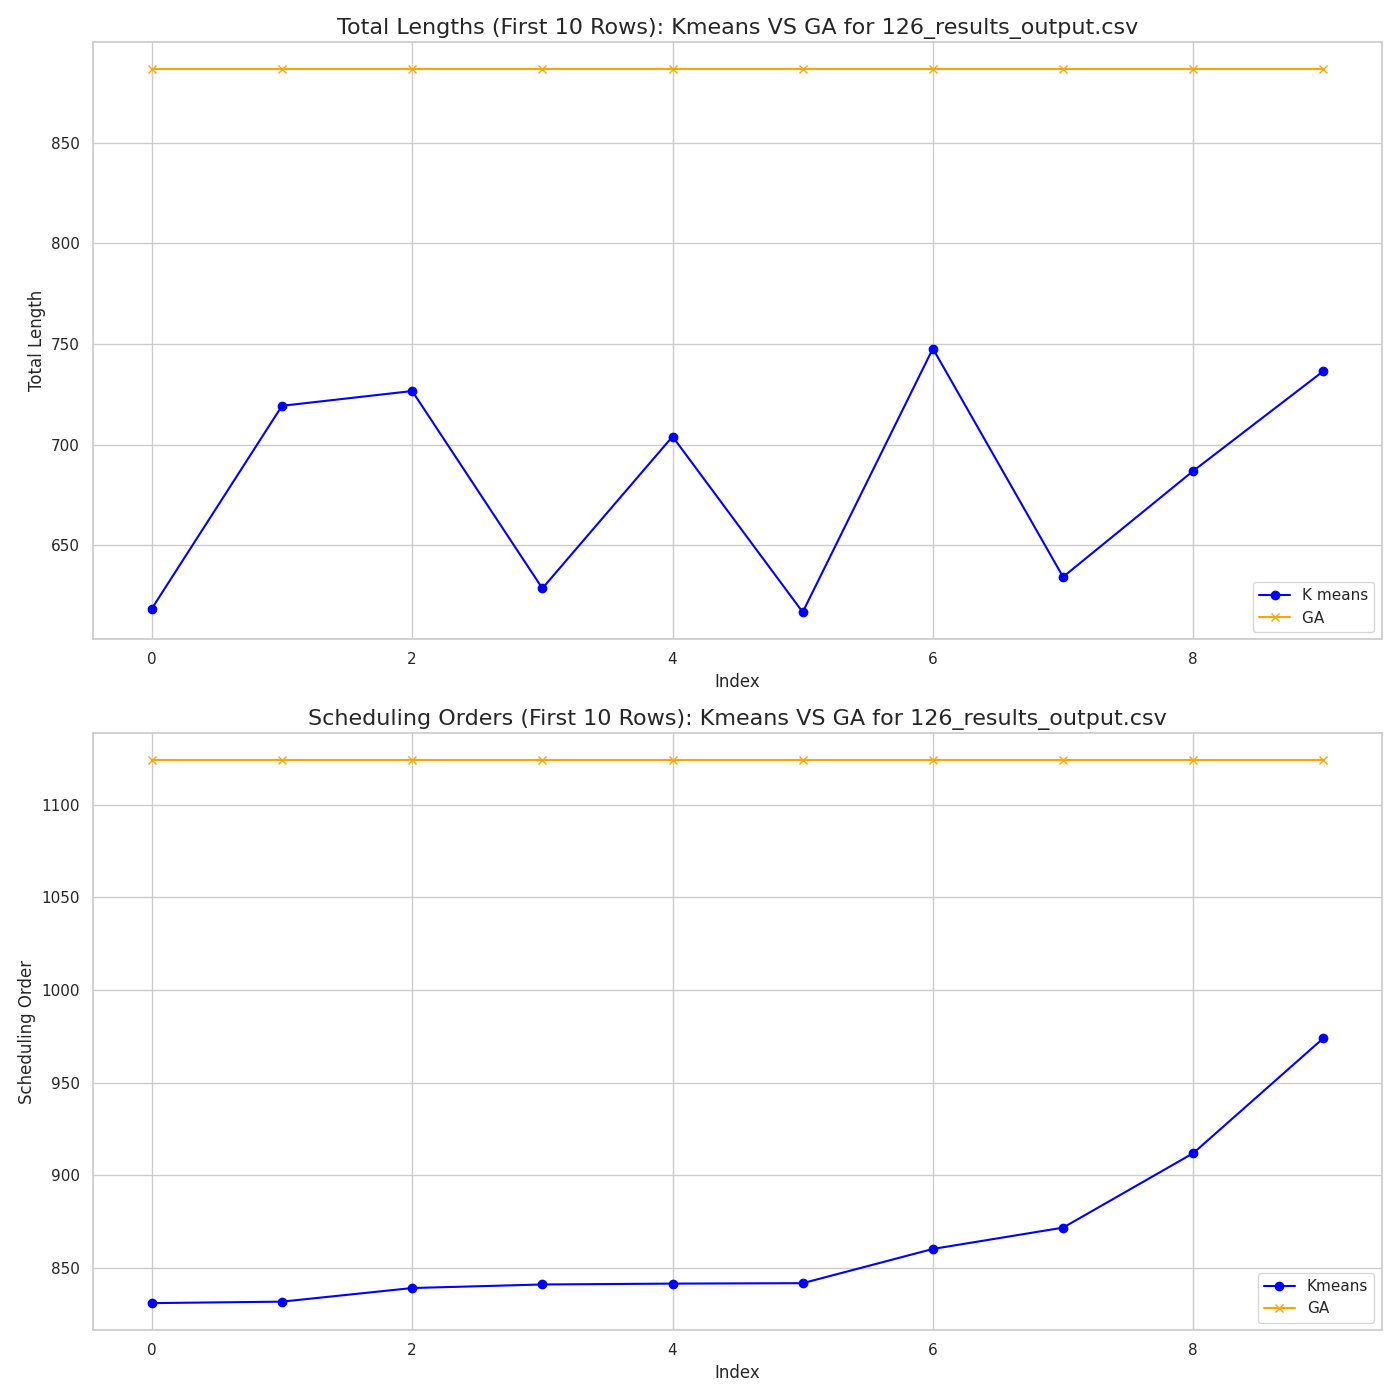 Total Lengths (First 10 Rows): Kmeans VS GA for 126_results_output.csv
Total Length
850
800
750
700
650
0 2 4 6 8
Index
K means
GA
Scheduling Orders (First 10 Rows): Kmeans VS GA for 126_results_output.csv
Scheduling Order
1100
1050
1000
950
900
850
0 2 4 6 8
Index
Kmeans
GA